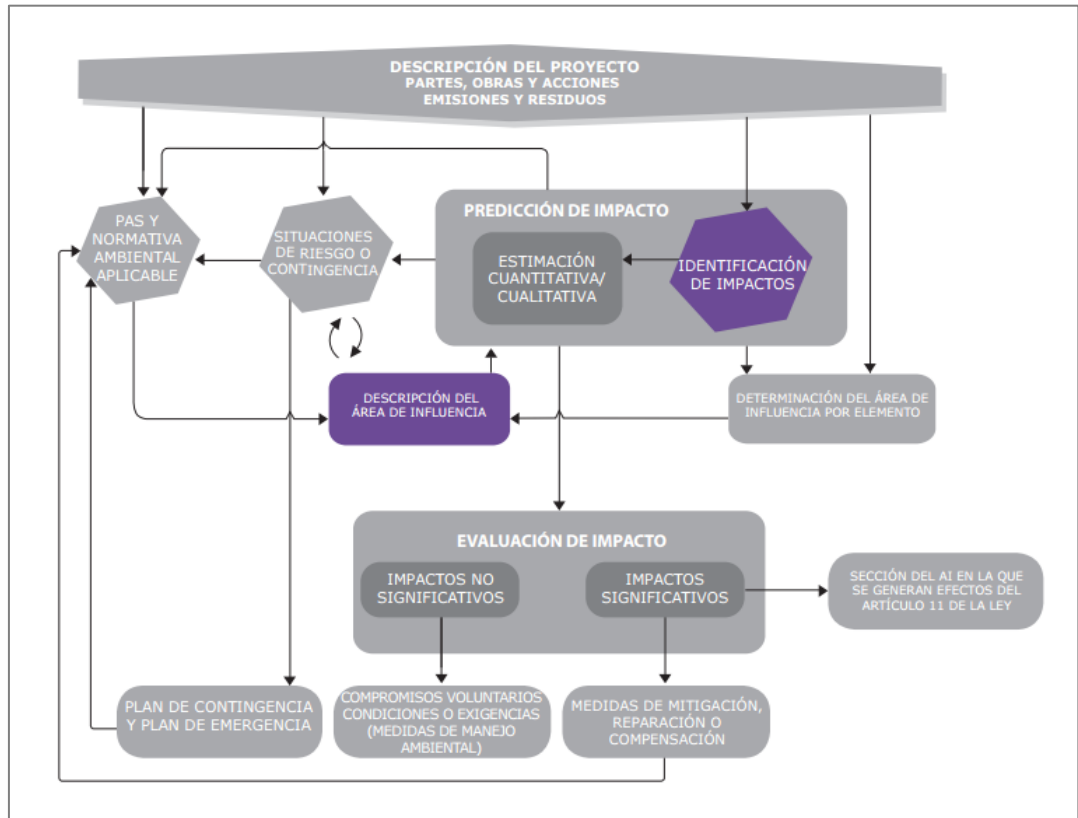 DESCRIPCIÓN DEL PROYECTO
PARTES, OBRAS Y ACCIONES
EMISIONES Y RESIDUOS
PAS Y
NORMATIVA
AMBIENTAL
APLICABLE
SITUACIONES
DE RIESGO O
CONTINGENCIA
PREDICCIÓN DE IMPACTO
ESTIMACIÓN
CUANTITATIVA/
CUALITATIVA
IDENTIFICACIÓN
DE IMPACTOS
DESCRIPCIÓN DEL
ÁREA DE INFLUENCIA
DETERMINACIÓN DEL ÁREA DE
INFLUENCIA POR ELEMENTO
EVALUACIÓN DE IMPACTO
IMPACTOS NO
SIGNIFICATIVOS
IMPACTOS
SIGNIFICATIVOS
SECCIÓN DEL AI EN LA QUE
SE GENERAN EFECTOS DEL
ARTÍCULO 11 DE LA LEY
PLAN DE CONTINGENCIA
Y PLAN DE EMERGENCIA
COMPROMISOS VOLUNTARIOS
CONDICIONES O EXIGENCIAS
(MEDIDAS DE MANEJO
AMBIENTAL)
MEDIDAS DE MITIGACIÓN,
REPARACIÓN O
COMPENSACIÓN